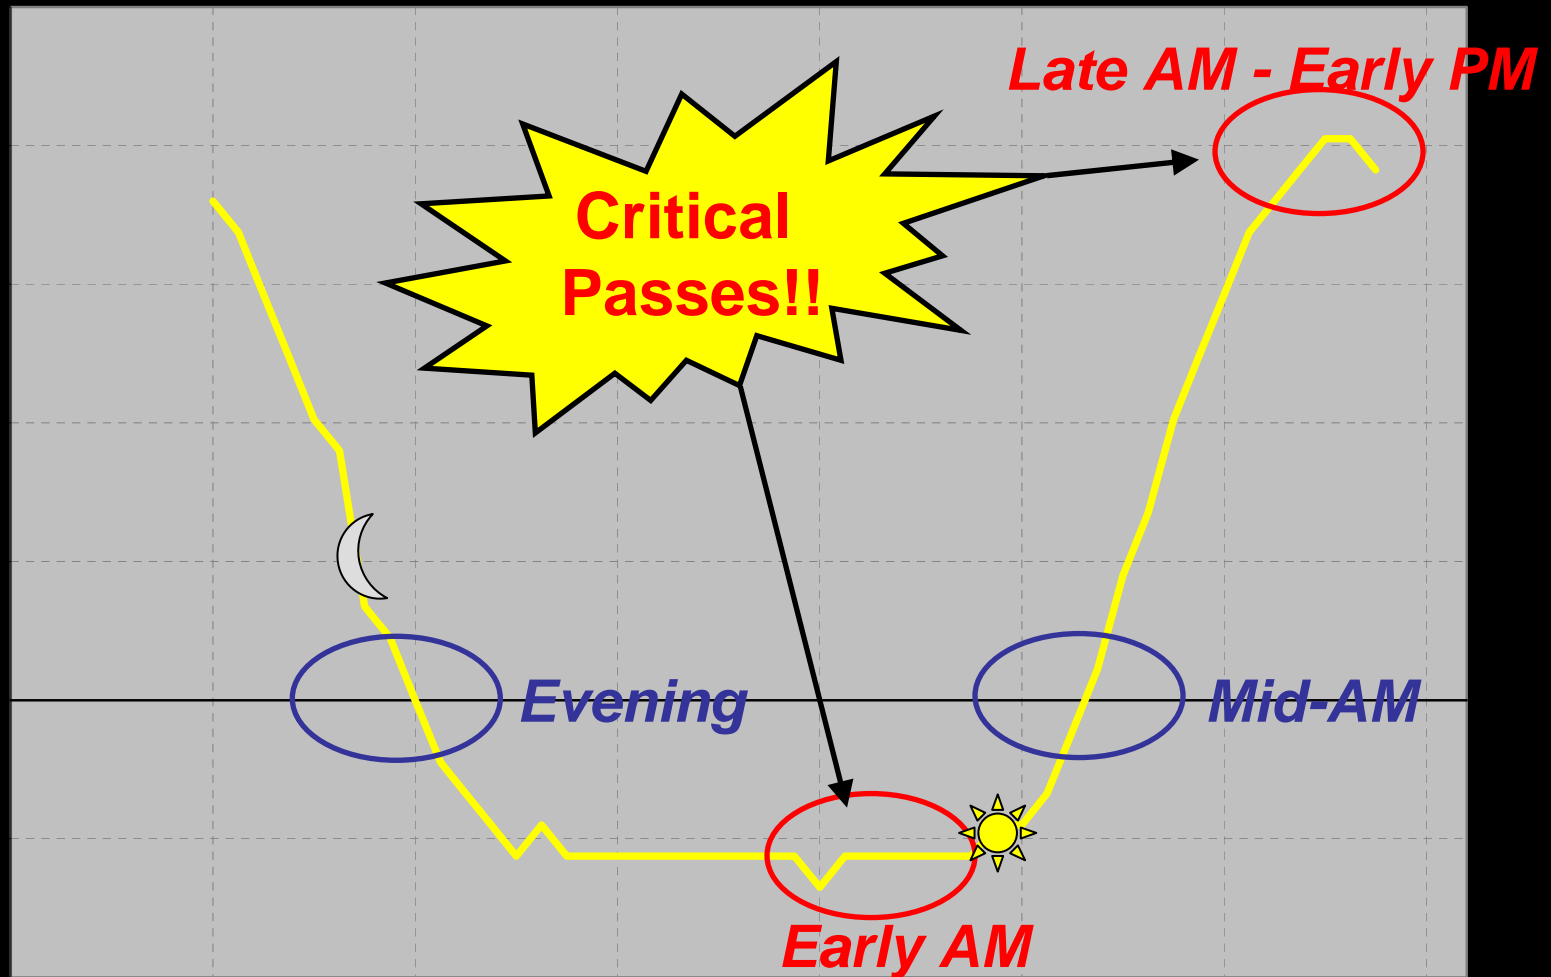 Late AM - Early PM
Critical
Passes!!
Evening
Mid-AM
Early AM